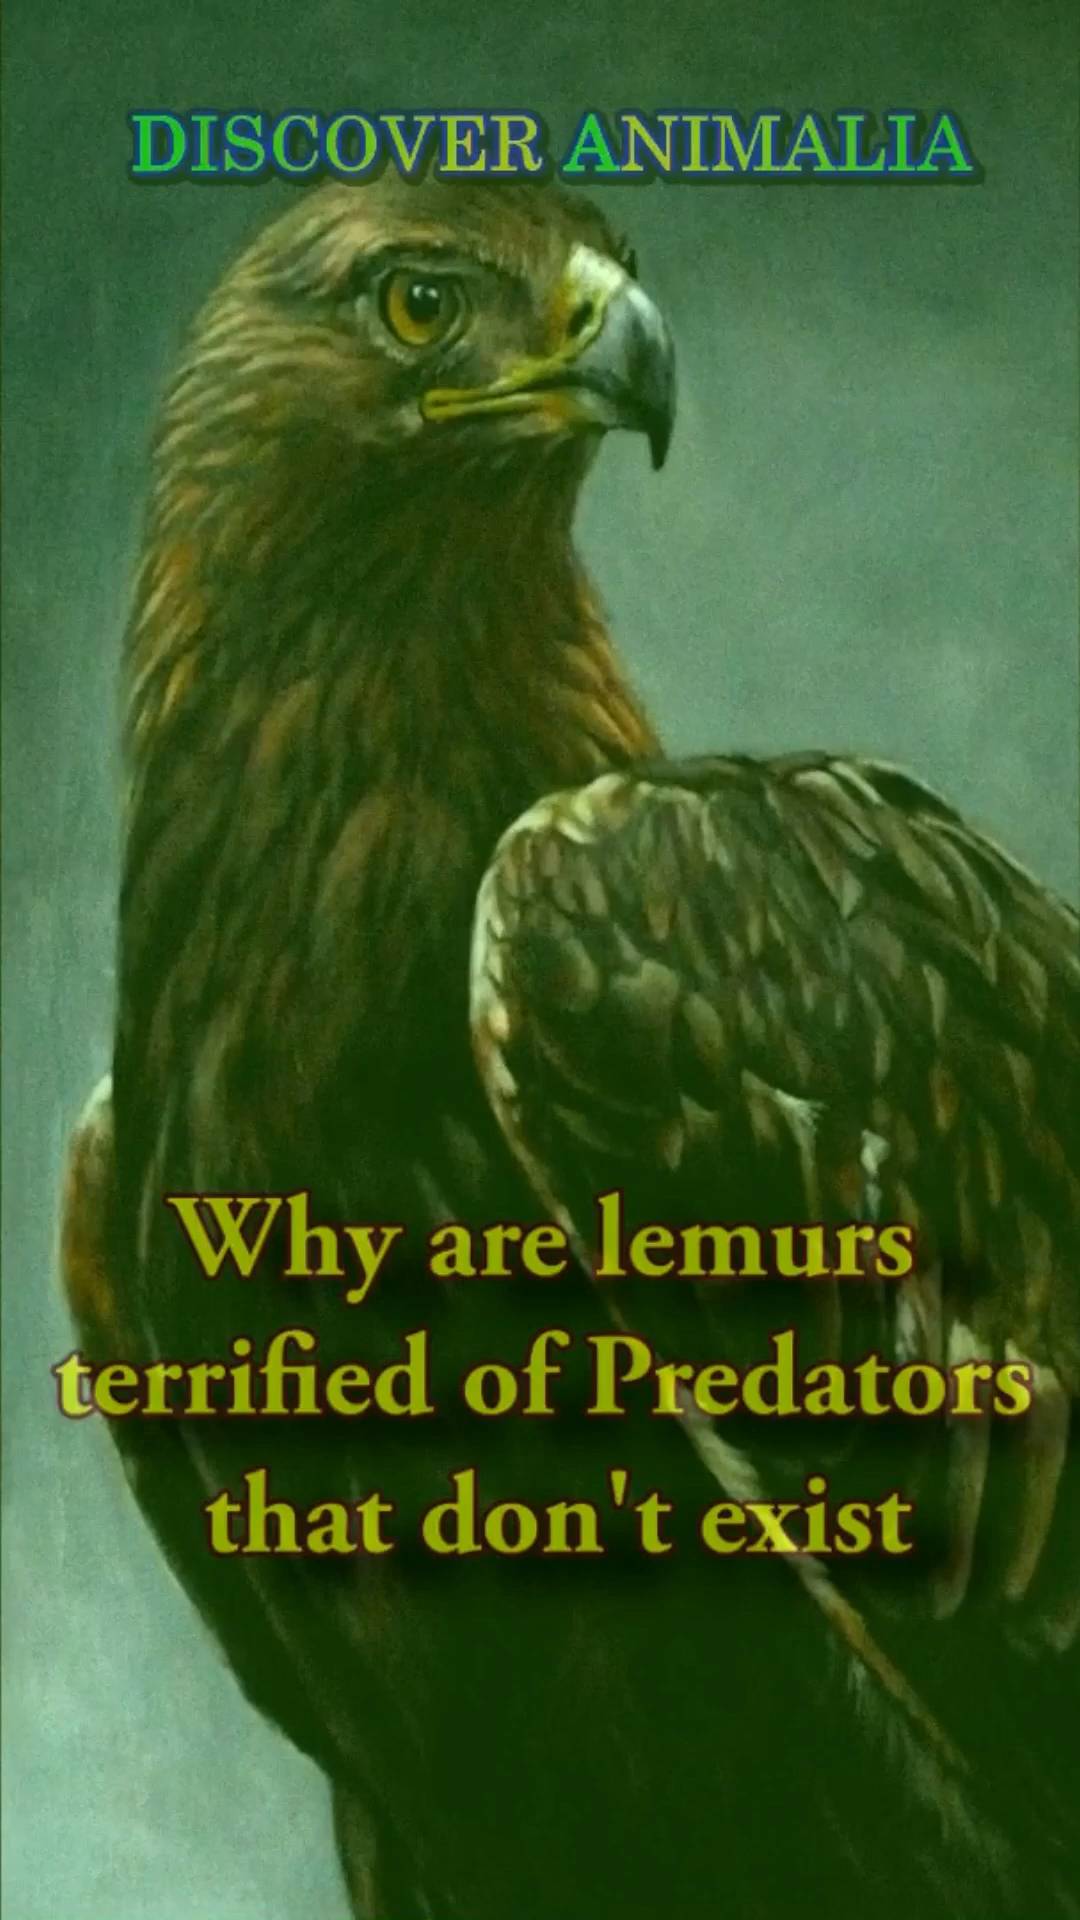 DISCOVER ANIMALIA
Why are lemurs
terrified of Predators
that don't exist